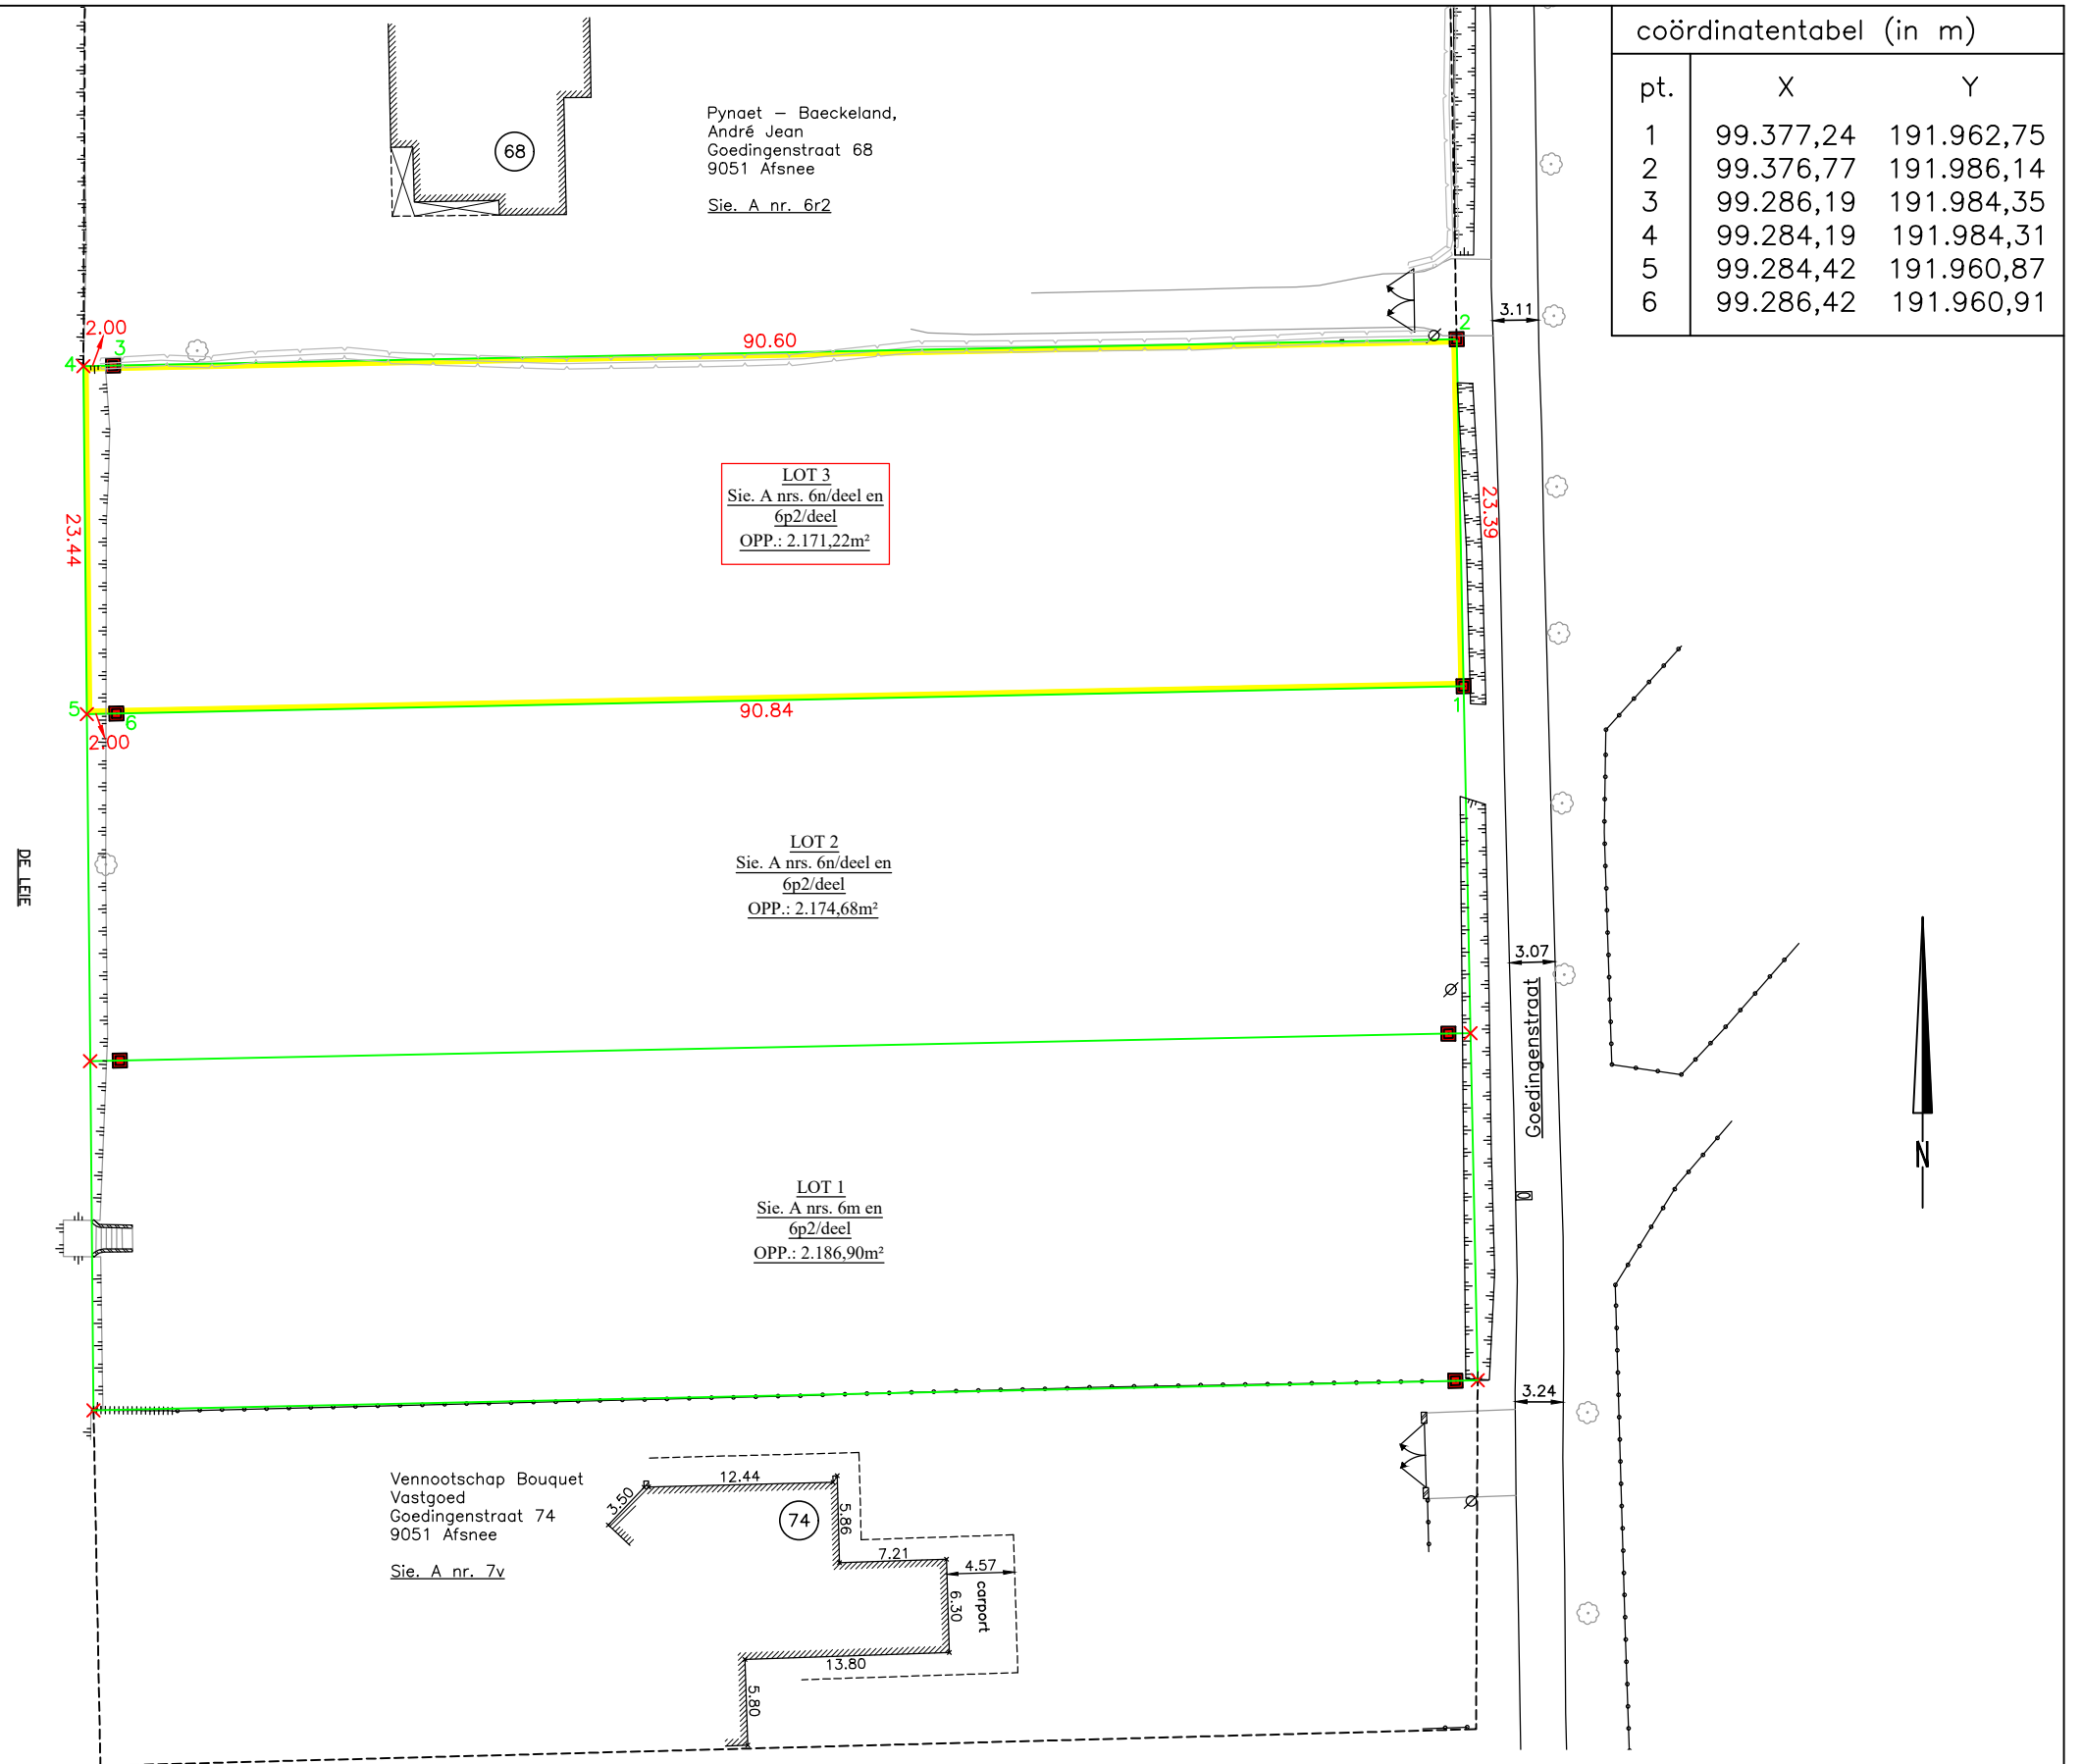 coördinatentabel (in m)
pt. X Y
1 99.377,24 191.962,75
2 99.376,77 191.986,14
3 99.286,19 191.984,35
4 99.284,19 191.984,31
5 99.284,42 191.960,87
6 99.286,42 191.960,91
68
Pynaet – Baeckeland,
André Jean
Goedingenstraat 68
9051 Afsnee
Sie. A nr. 6r2
3.11
2.00
3
4
90.60
2
23.44
23.39
LOT 3
Sie. A nrs. 6n/deel en
6p2/deel
OPP.: 2.171,22m²
5
6
2.00
90.84
1
DE LEIE
LOT 2
Sie. A nrs. 6n/deel en
6p2/deel
OPP.: 2.174,68m²
3.07
Goedingenstraat
N
LOT 1
Sie. A nrs. 6m en
6p2/deel
OPP.: 2.186,90m²
3.24
Vennootschap Bouquet
Vastgoed
Goedingenstraat 74
9051 Afsnee
Sie. A nr. 7v
3.50
12.44
74
5.86
7.21
4.57
6.30
carport
13.80
5.80